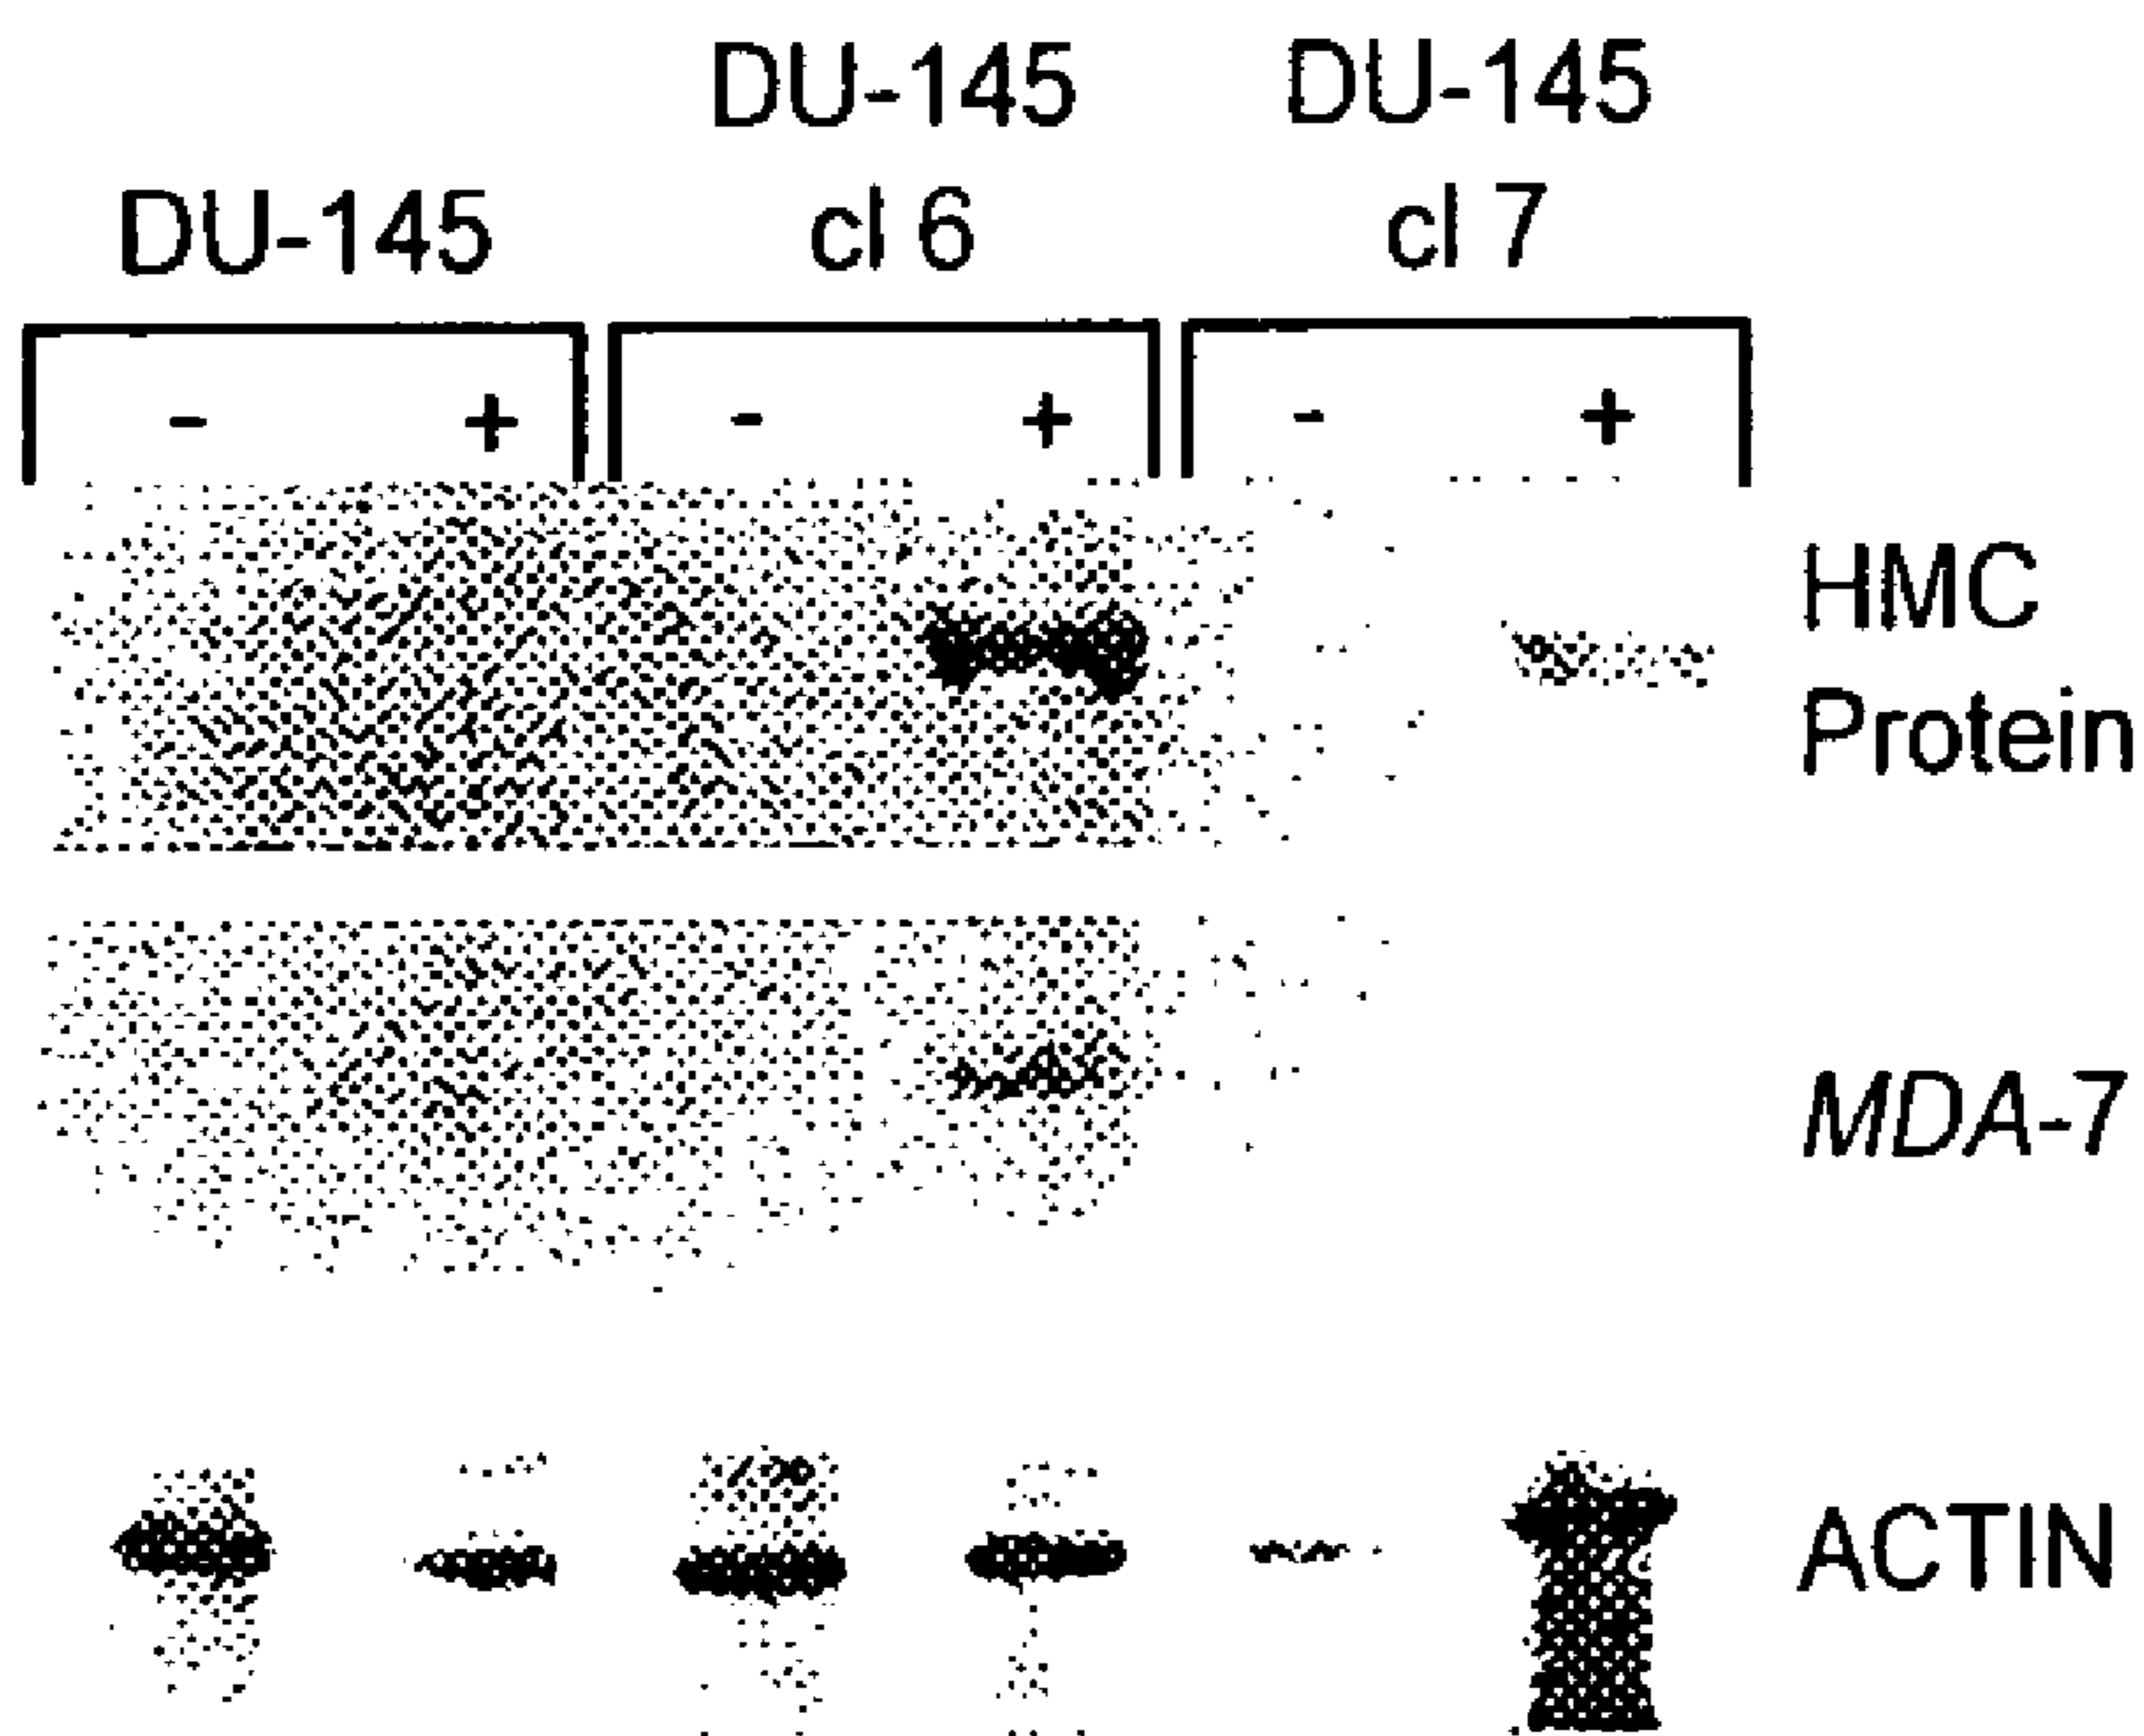 DU-145 DU-145
DU-145 cl 6 cl 7
- + - + - +
HMC
Protein
MDA-7
ACTIN